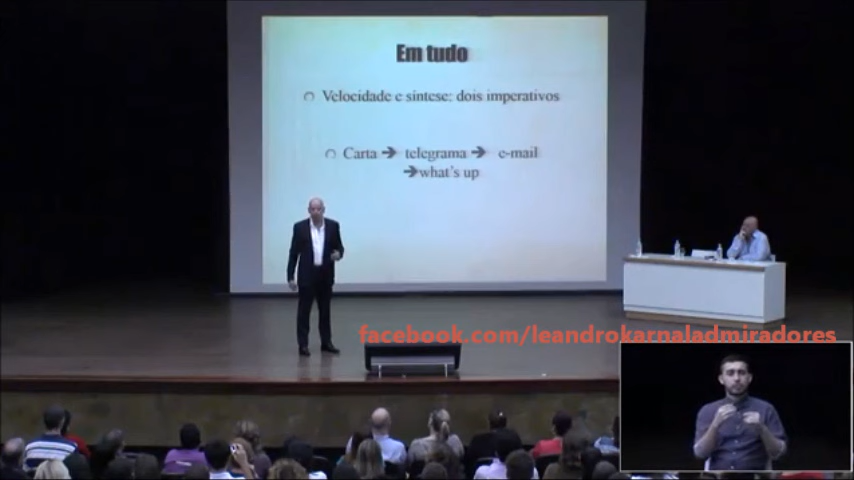 Em tudo
Velocidade e síntese: dois imperativos
Carta → telegrama → e-mail
→what's up
facebook.com/leandrokarnaladmiradores